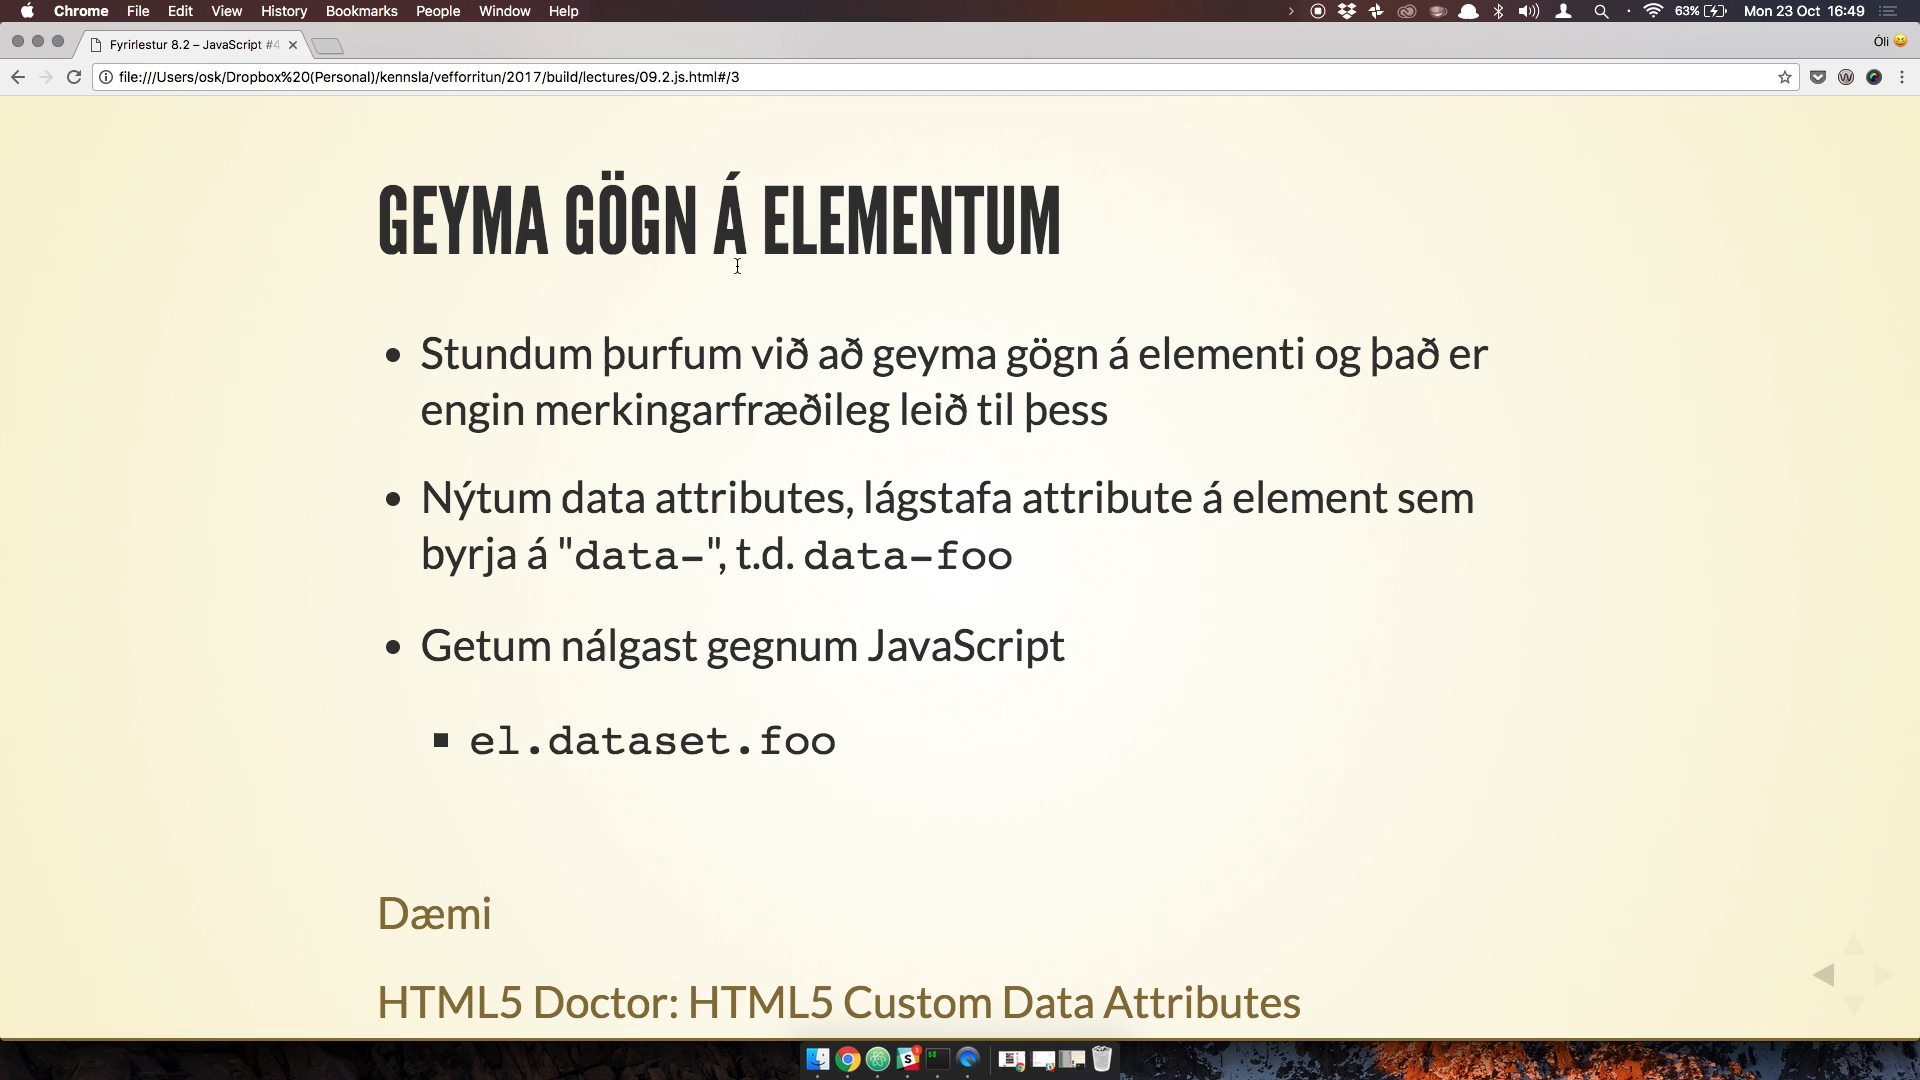 Chrome File Edit View History Bookmarks People Window Help 63% Mon 23 Oct 16:49
Fyrirlestur 8.2 – JavaScript #4 Óli
file:///Users/osk/Dropbox%20(Personal)/kennsla/vefforritun/2017/build/lectures/09.2.js.html#/3
GEYMA GÖGN Á ELEMENTUM
• Stundum þurfum við að geyma gögn á elementi og það er
engin merkingarfræðileg leið til þess
• Nýtum data attributes, lágstafa attribute á element sem
byrja á "data-", t.d. data-foo
• Getum nálgast gegnum JavaScript
▪ el.dataset.foo
Dæmi
HTML5 Doctor: HTML5 Custom Data Attributes